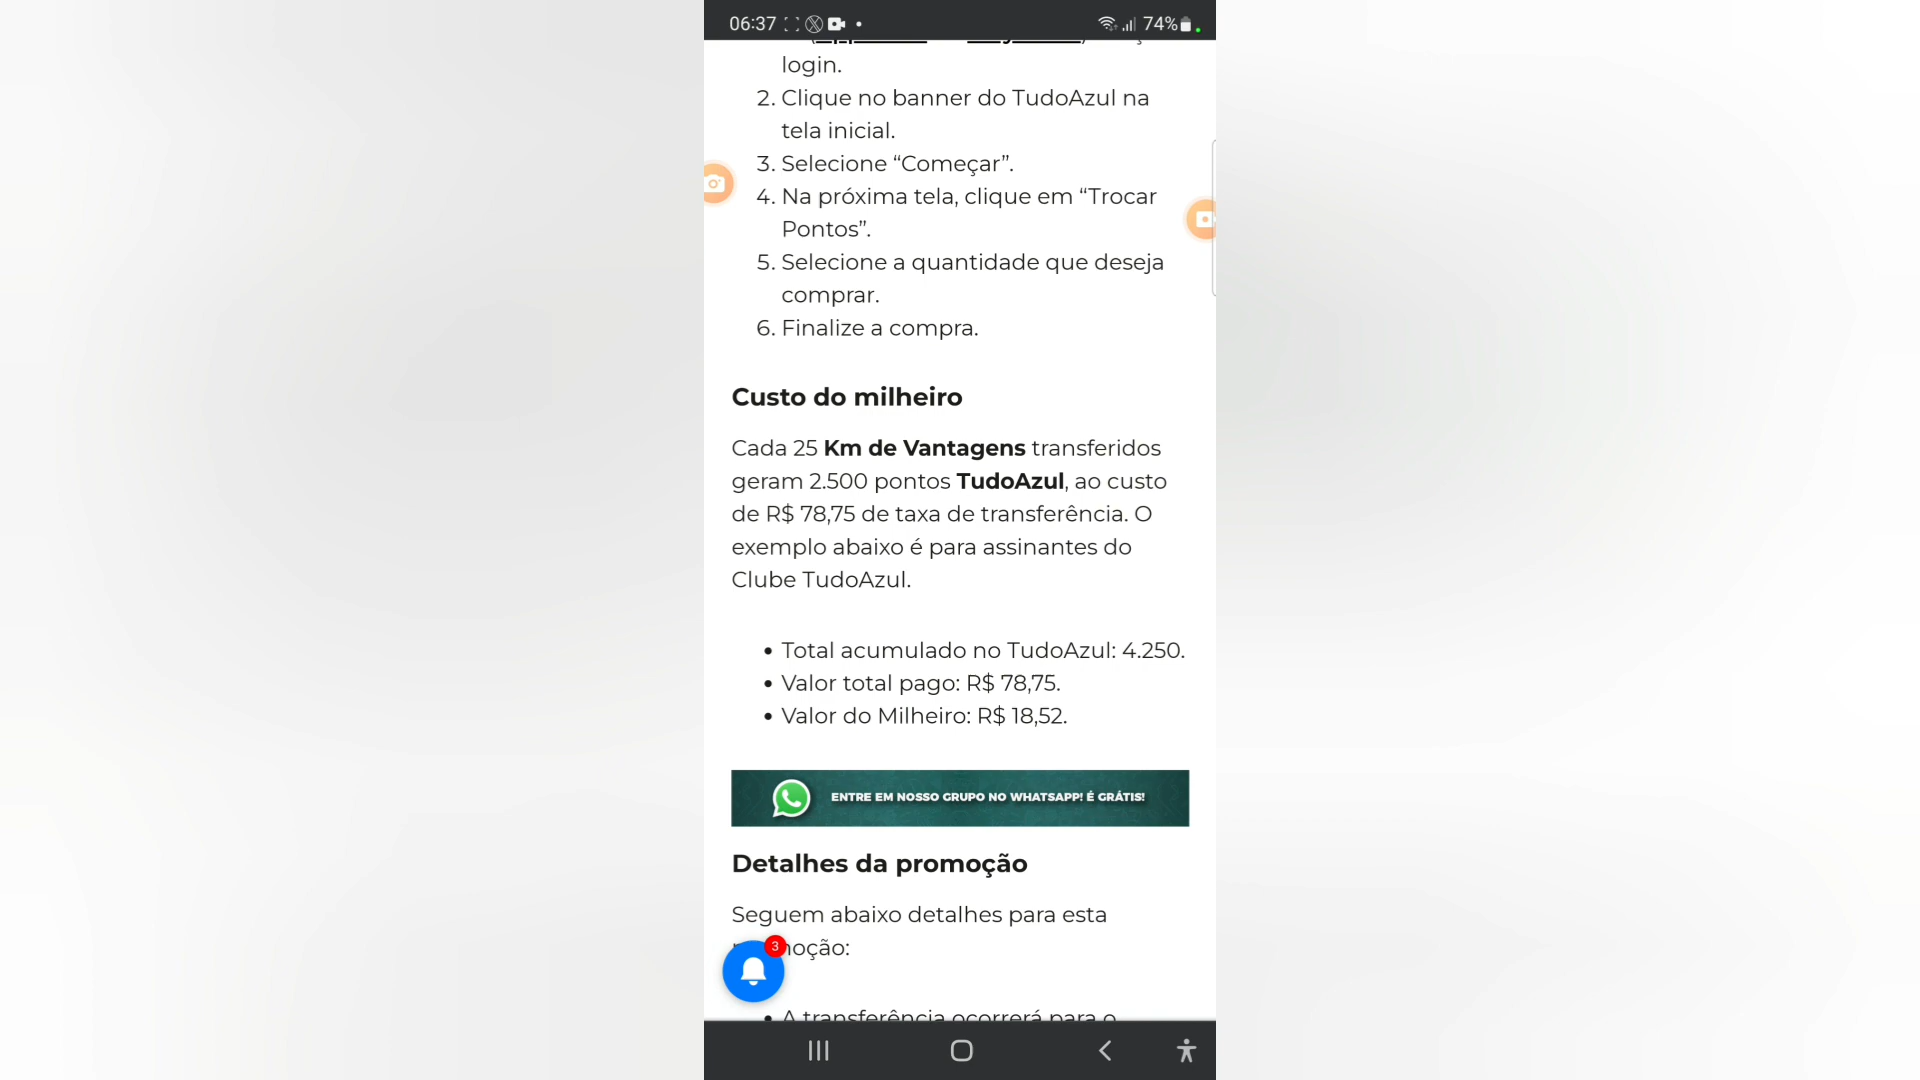 06:37
74%
login.
2. Clique no banner do TudoAzul na
tela inicial.
3. Selecione “Começar”.
4. Na próxima tela, clique em “Trocar
Pontos”.
5. Selecione a quantidade que deseja
comprar.
6. Finalize a compra.
Custo do milheiro
Cada 25 Km de Vantagens transferidos
geram 2.500 pontos TudoAzul, ao custo
de R$ 78,75 de taxa de transferência. O
exemplo abaixo é para assinantes do
Clube TudoAzul.
• Total acumulado no TudoAzul: 4.250.
• Valor total pago: R$ 78,75.
• Valor do Milheiro: R$ 18,52.
ENTRE EM NOSSO GRUPO NO WHATSAPP! É GRÁTIS!
Detalhes da promoção
Seguem abaixo detalhes para esta
oção:
3
• A transferência ocorrerá para o